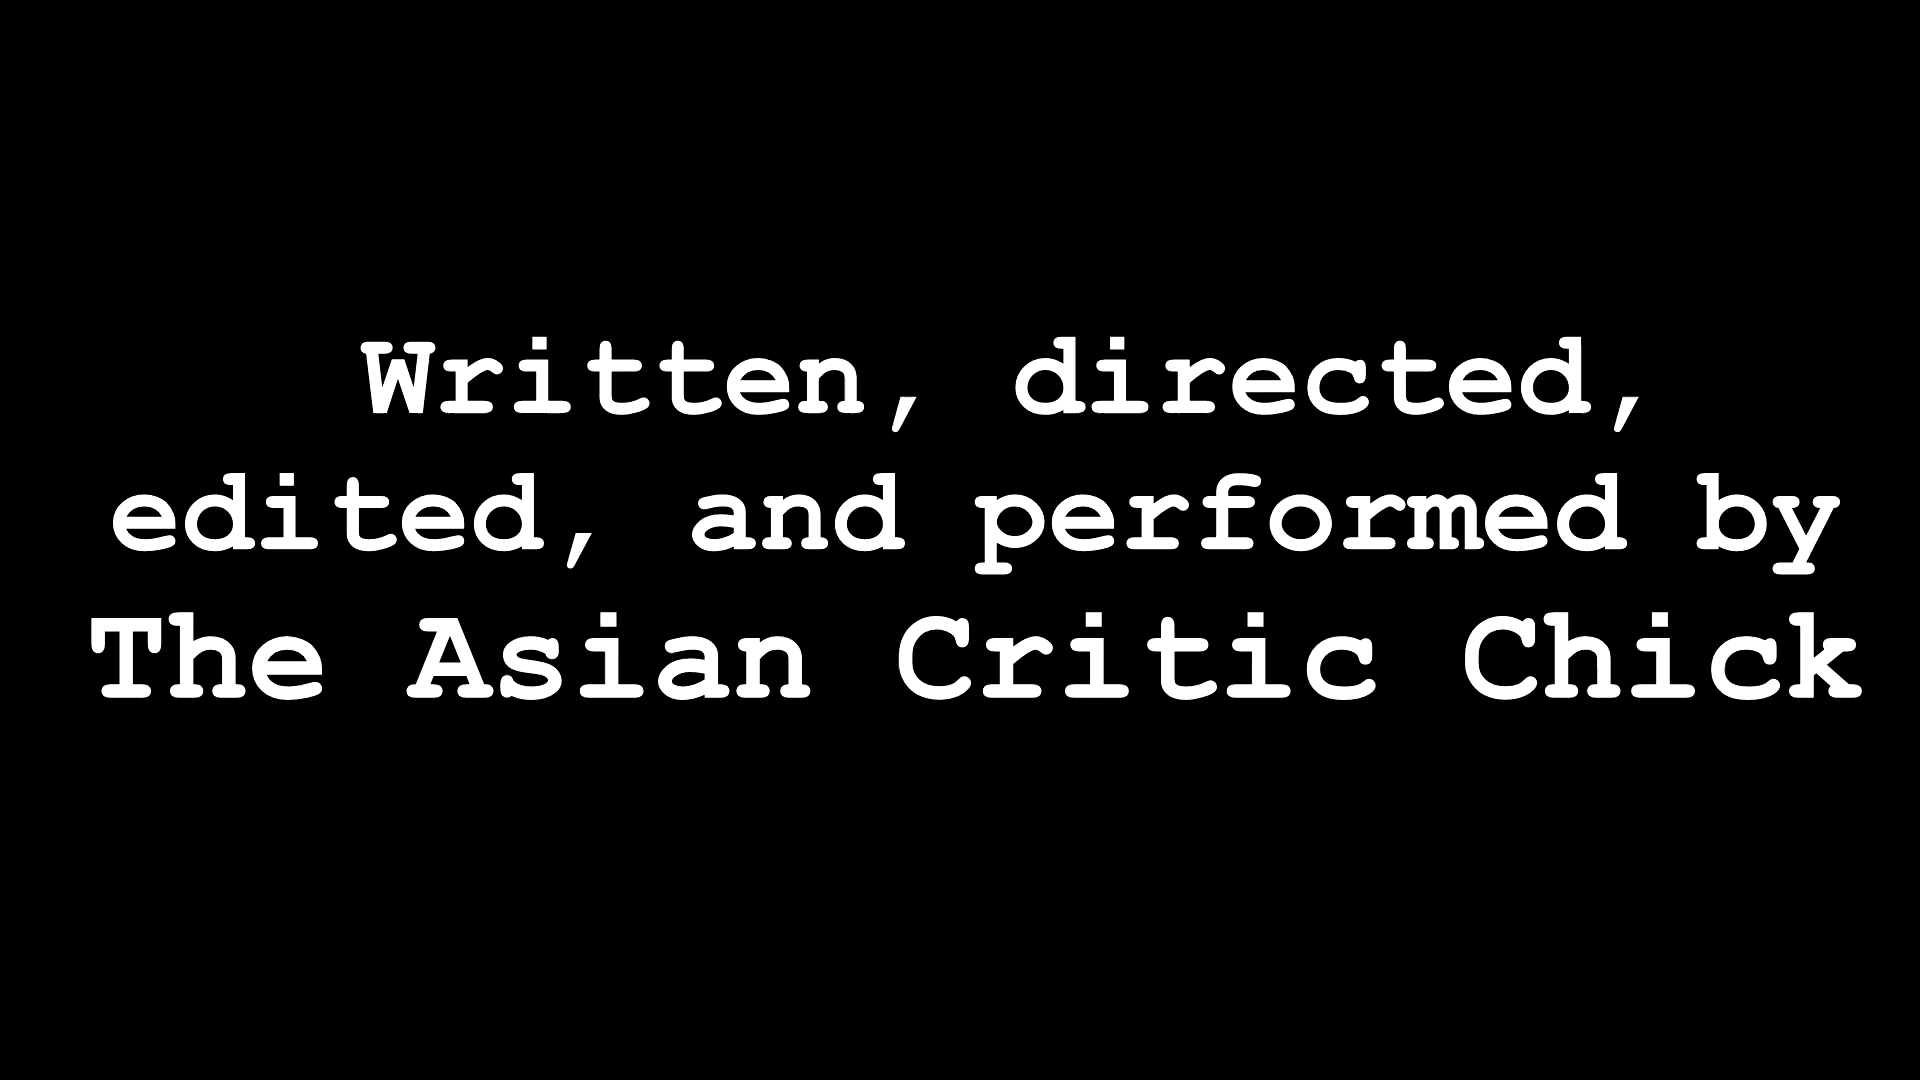 Written, directed,
edited, and performed by
The Asian Critic Chick